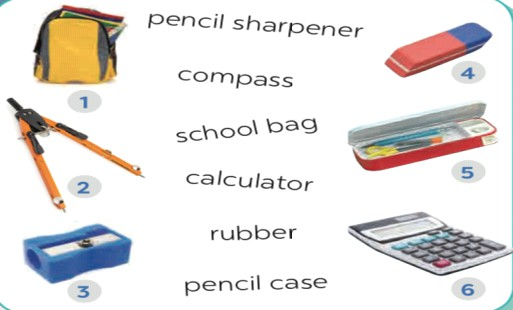 pencil sharpener
compass
school bag
calculator
rubber
pencil case
1
2
3
4
5
6